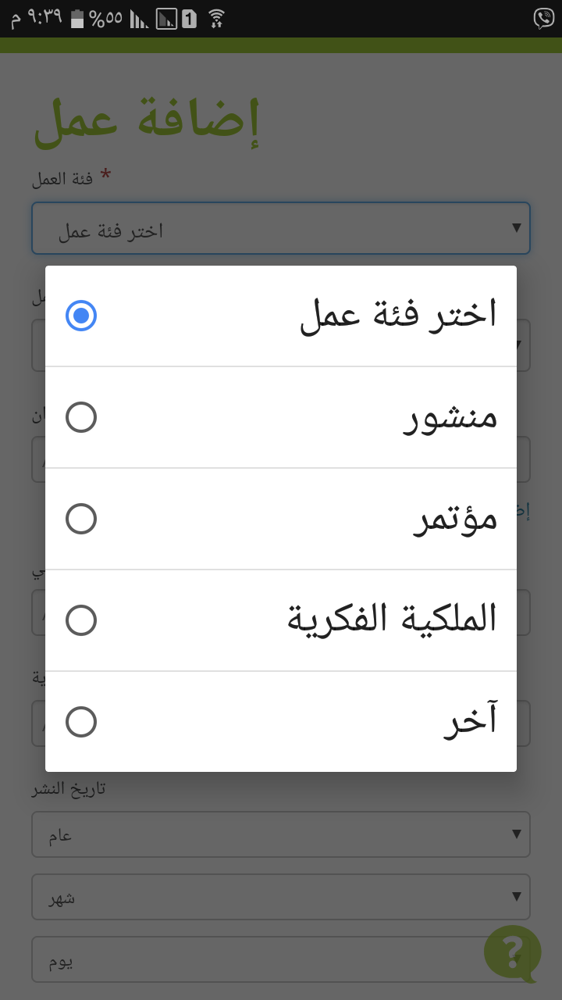 ٩:٣٩ م
%٥٥
1
إضافة عمل
* فئة العمل
اختر فئة عمل
اختر فئة عمل
منشور
مؤتمر
الملكية الفكرية
آخر
تاريخ النشر
عام
شهر
يوم
?